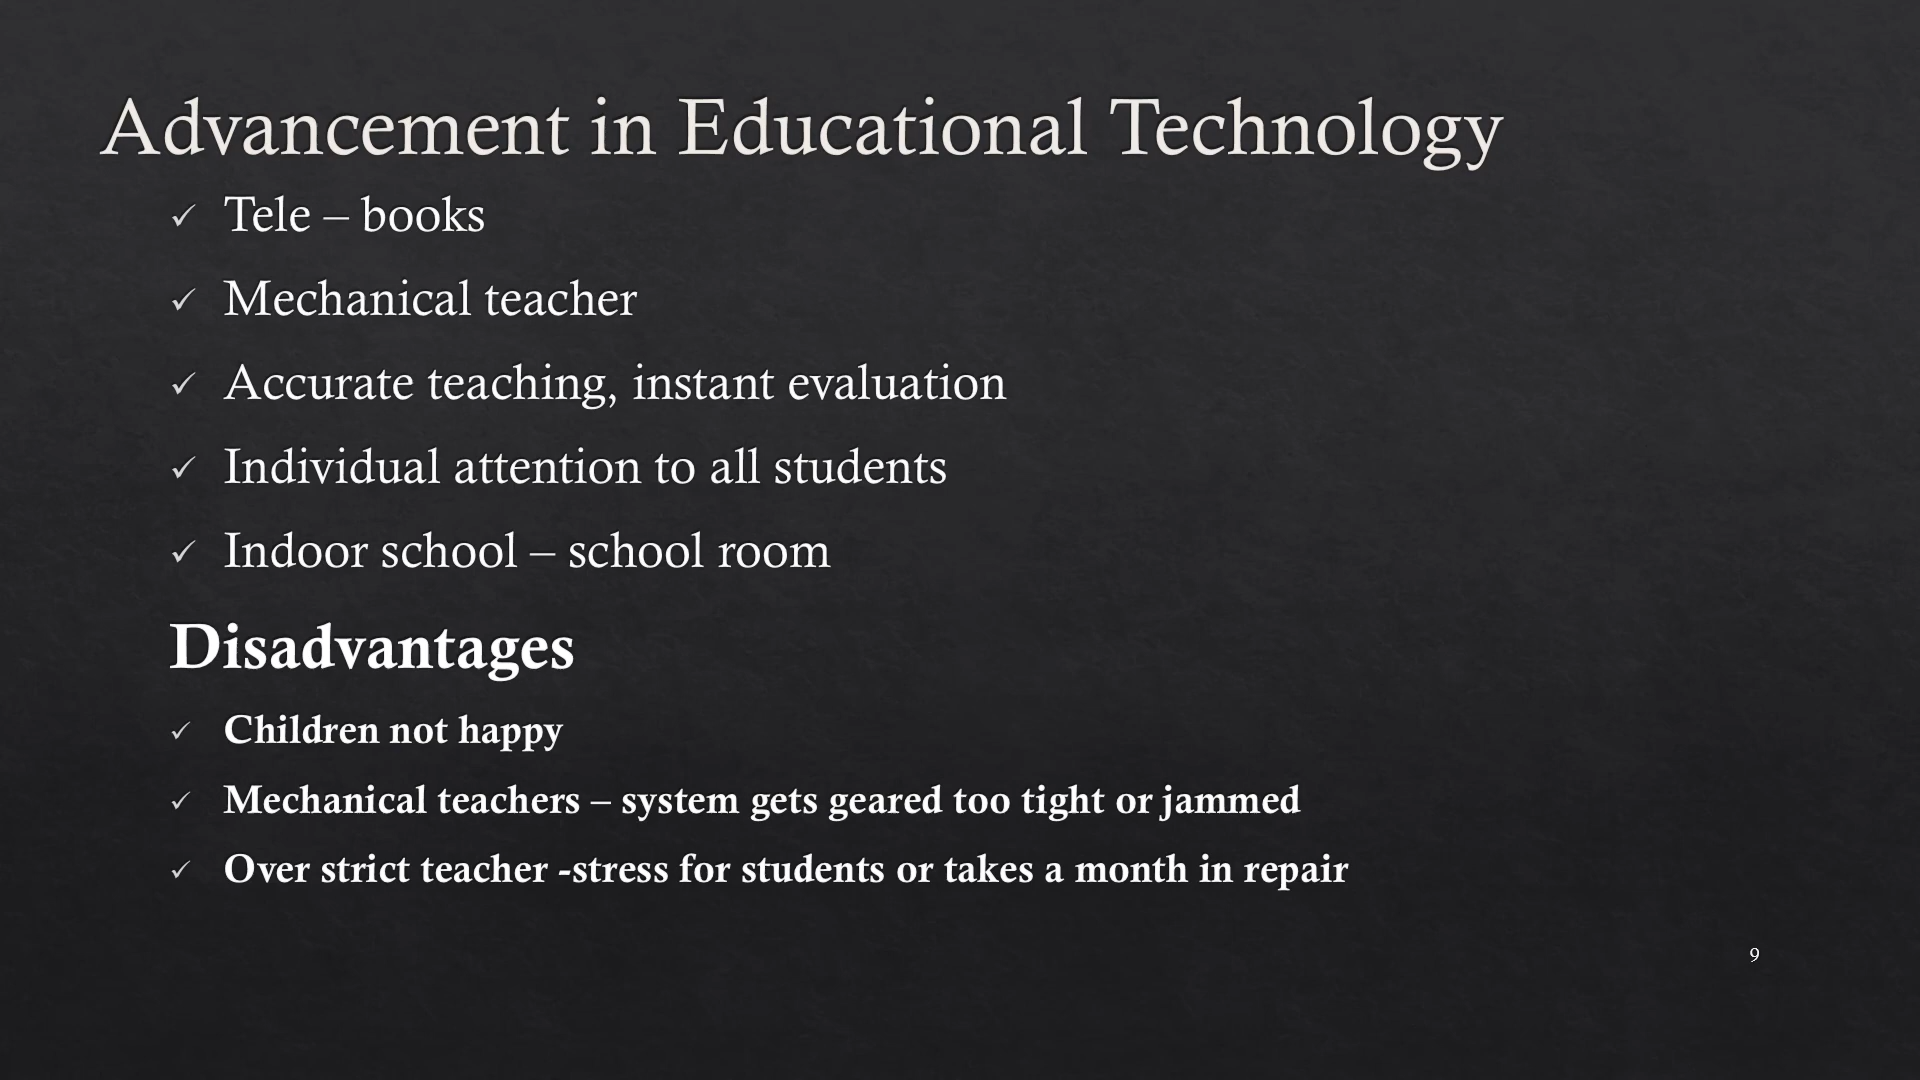 Advancement in Educational Technology
✓ Tele – books
✓ Mechanical teacher
✓ Accurate teaching, instant evaluation
✓ Individual attention to all students
✓ Indoor school – school room
Disadvantages
✓ Children not happy
✓ Mechanical teachers – system gets geared too tight or jammed
✓ Over strict teacher -stress for students or takes a month in repair
9